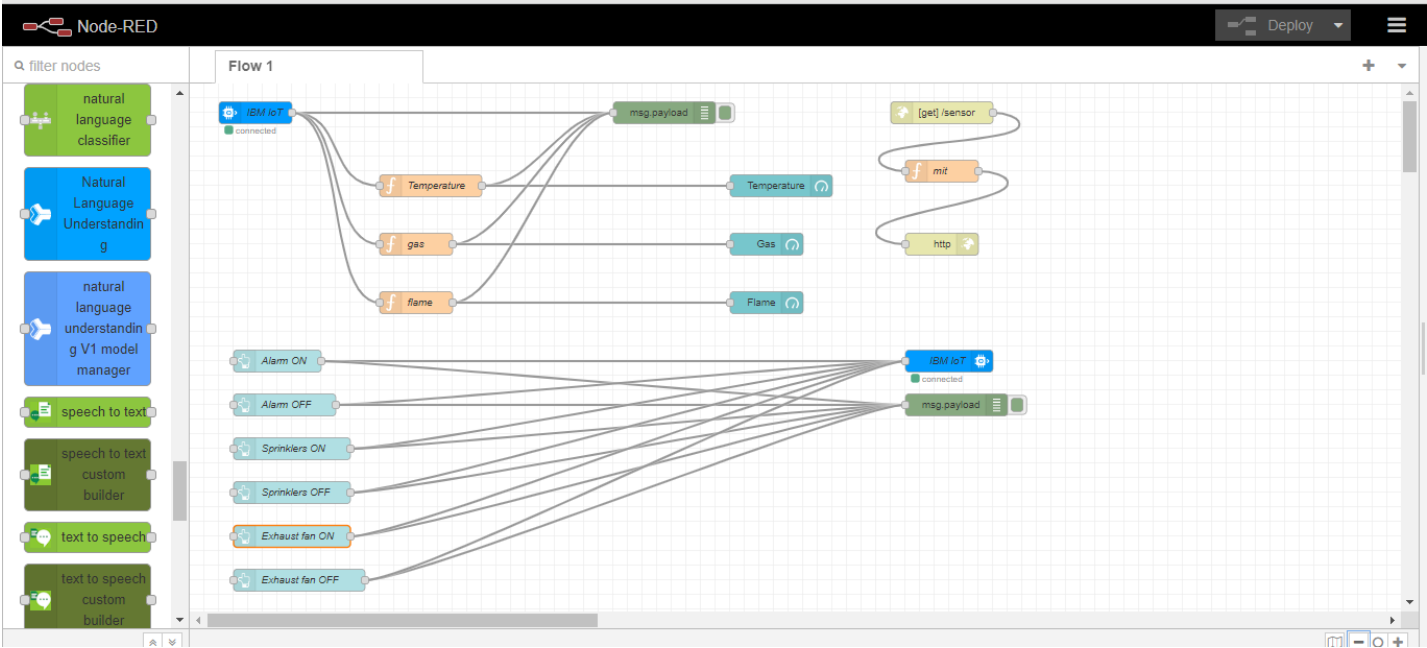 Node-RED
Deploy
filter nodes
Flow 1
natural
language
classifier
Natural
Language
Understandin
g
natural
language
understandin
g V1 model
manager
speech to text
speech to text
custom
builder
text to speech
text to speech
custom
builder
IBM IoT
connected
msg.payload
[get] /sensor
mit
http
Temperature
Temperature
gas
Gas
flame
Flame
Alarm ON
Alarm OFF
Sprinklers ON
Sprinklers OFF
Exhaust fan ON
Exhaust fan OFF
IBM IoT
connected
msg.payload